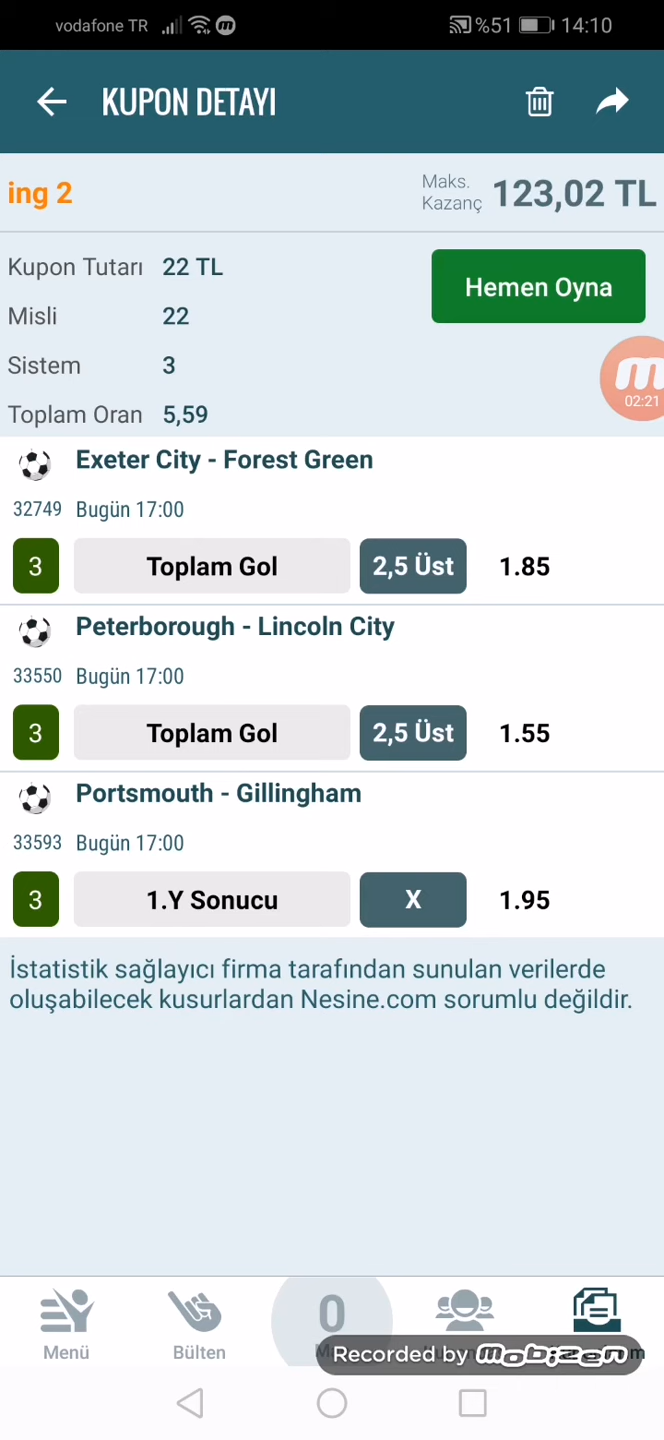 vodafone TR %51 14:10
KUPON DETAYI
ing 2 Maks. Kazanç 123,02 TL
Kupon Tutarı 22 TL
Hemen Oyna
Misli 22
Sistem 3
m 02:21
Toplam Oran 5,59
Exeter City - Forest Green
32749 Bugün 17:00
3 Toplam Gol 2,5 Üst 1.85
Peterborough - Lincoln City
33550 Bugün 17:00
3 Toplam Gol 2,5 Üst 1.55
Portsmouth - Gillingham
33593 Bugün 17:00
3 1.Y Sonucu X 1.95
İstatistik sağlayıcı firma tarafından sunulan verilerde
oluşabilecek kusurlardan Nesine.com sorumlu değildir.
0
Menü Bülten
Recorded by mobizen